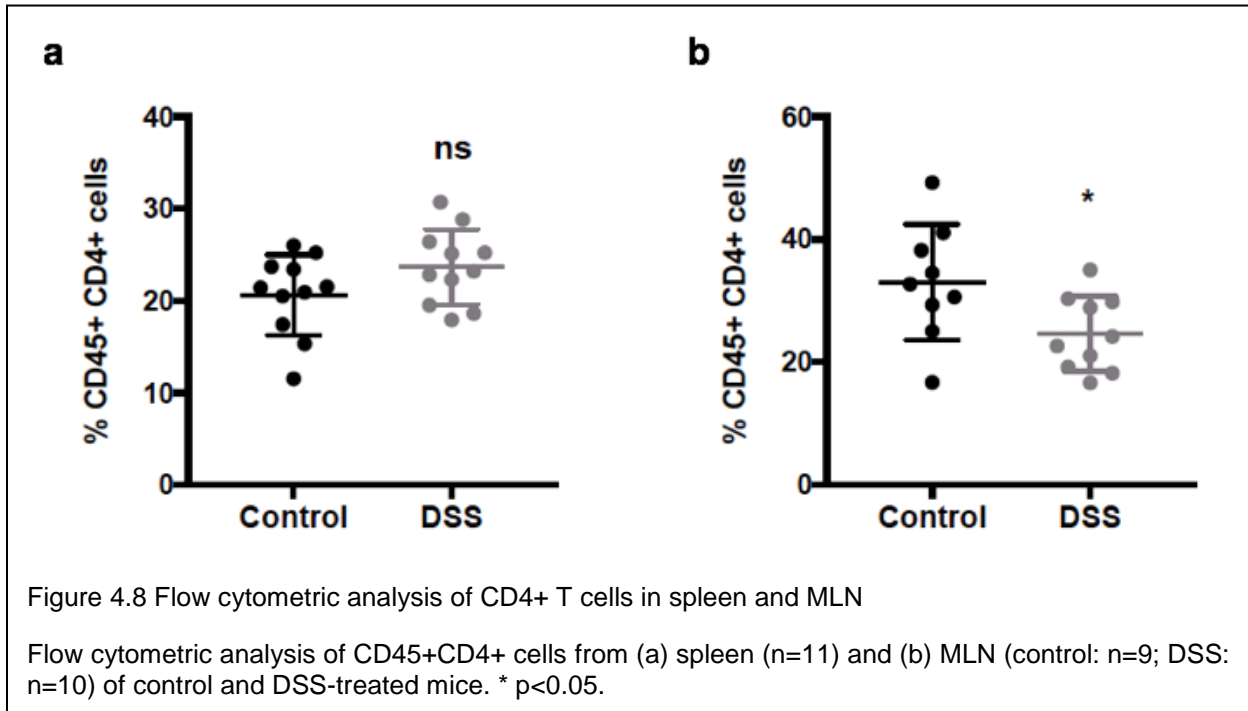 a
b
40
30
20
10
0
% CD45+ CD4+ cells
ns
Control
DSS
60
40
20
0
% CD45+ CD4+ cells
*
Control
DSS
Figure 4.8 Flow cytometric analysis of CD4+ T cells in spleen and MLN
Flow cytometric analysis of CD45+CD4+ cells from (a) spleen (n=11) and (b) MLN (control: n=9; DSS:
n=10) of control and DSS-treated mice. * p<0.05.